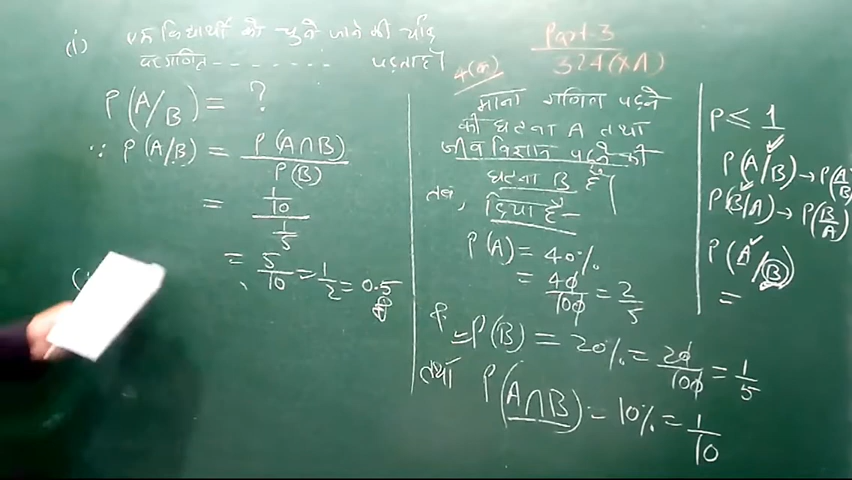 (i) एक विद्यार्थी को चुने जाने की यदि
वह गणित - - - - - - - - पढ़ता है।
P(A/B) = ?
∵ P(A/B) = P(A∩B)/P(B)
= (1/10)/(1/5)
= 5/10 = 1/2 = 0.5
Part-3
324(XA)
4(क)
माना गणित पढ़ने
की घटना A तथा
जीव विज्ञान पढ़ने की
घटना B है।
तब, दिया है-
P(A) = 40%
= 40/100 = 2/5
P(B) = 20% = 20/100 = 1/5
तथा P(A∩B) = 10% = 1/10
P ≤ 1
P(A/B) → P(A/B)
P(B/A) → P(B/A)
P(A/B)
=